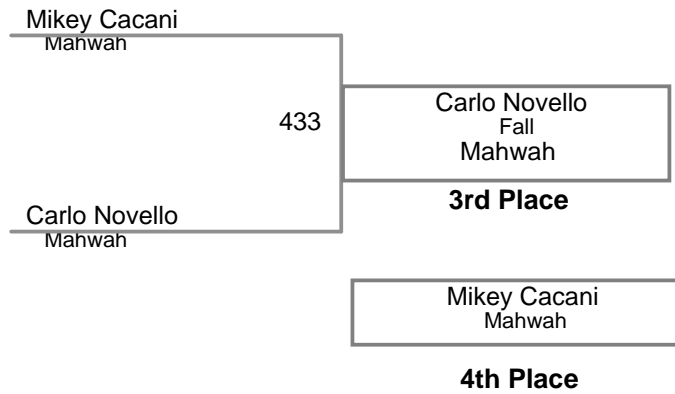 Mikey Cacani
Mahwah
433
Carlo Novello
Fall
Mahwah
3rd Place
Carlo Novello
Mahwah
Mikey Cacani
Mahwah
4th Place